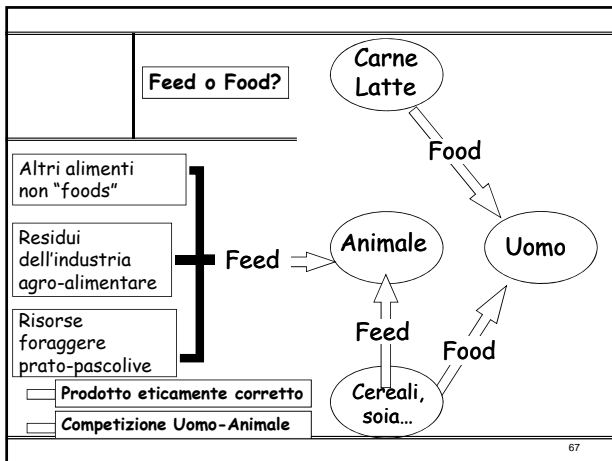 Feed o Food?
Carne
Latte
Food
Altri alimenti
non “foods”
Residui
dell’industria
agro-alimentare
Risorse
foraggere
prato-pascolive
Feed
Animale
Uomo
Feed
Food
Cereali,
soia...
Prodotto eticamente corretto
Competizione Uomo-Animale
67